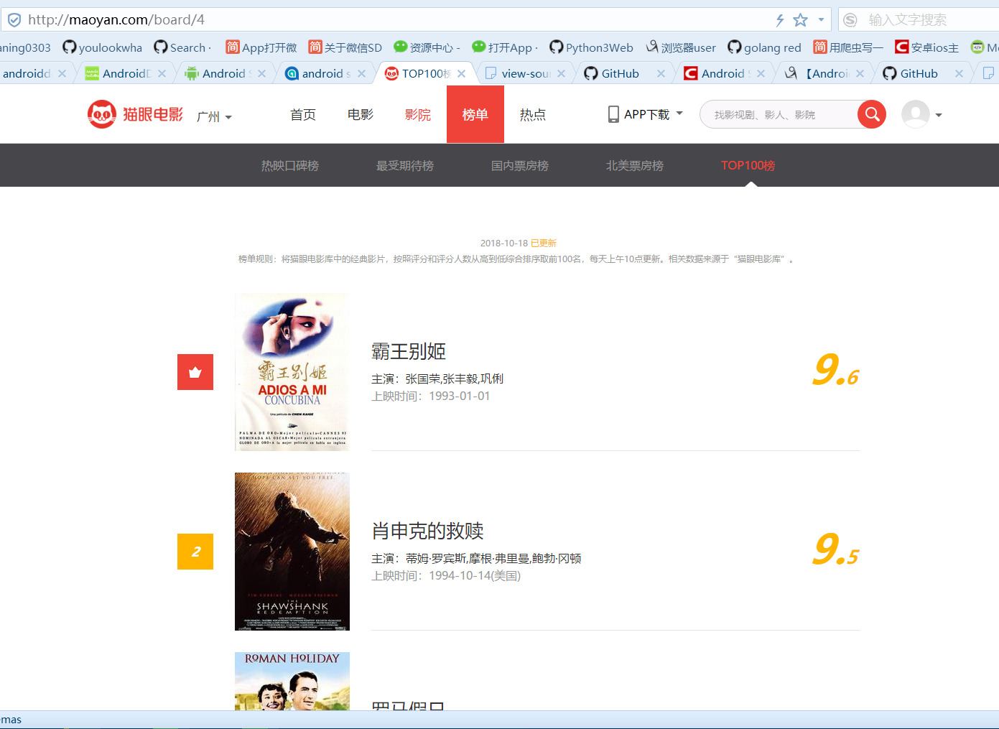 http://maoyan.com/board/4
输入文字搜索
aning0303 youlookwha Search · App打开微 关于微信SD 资源中心 - 打开App · Python3Web 浏览器user golang red 用爬虫写一 安卓ios主
androidd AndroidD Android S android s TOP100榜 view-sour GitHub Android S 【Androi GitHub
猫眼电影 广州 首页 电影 影院 榜单 热点 APP下载 找影视剧、影人、影院
热映口碑榜 最受期待榜 国内票房榜 北美票房榜 TOP100榜
2018-10-18 已更新
榜单规则：将猫眼电影库中的经典影片，按照评分和评分人数从高到低综合排序取前100名，每天上午10点更新。相关数据来源于“猫眼电影库”。
霸王别姬
ADIOS A MI
CONCUBINA
Una película de CHEN KAIGE
PALMA DE ORO•Mejor película•CANNES 93
NOMINADA AL OSCAR•Mejor película extranjera
GLOBO DE ORO•A la mejor película en habla no inglesa.
霸王别姬
主演：张国荣,张丰毅,巩俐
上映时间：1993-01-01
9.6
2
HOPE CAN SET YOU FREE.
TIM ROBBINS MORGAN FREEMAN
THE
SHAWSHANK
REDEMPTION
肖申克的救赎
主演：蒂姆·罗宾斯,摩根·弗里曼,鲍勃·冈顿
上映时间：1994-10-14(美国)
9.5
ROMAN HOLIDAY
罗马假日
emas